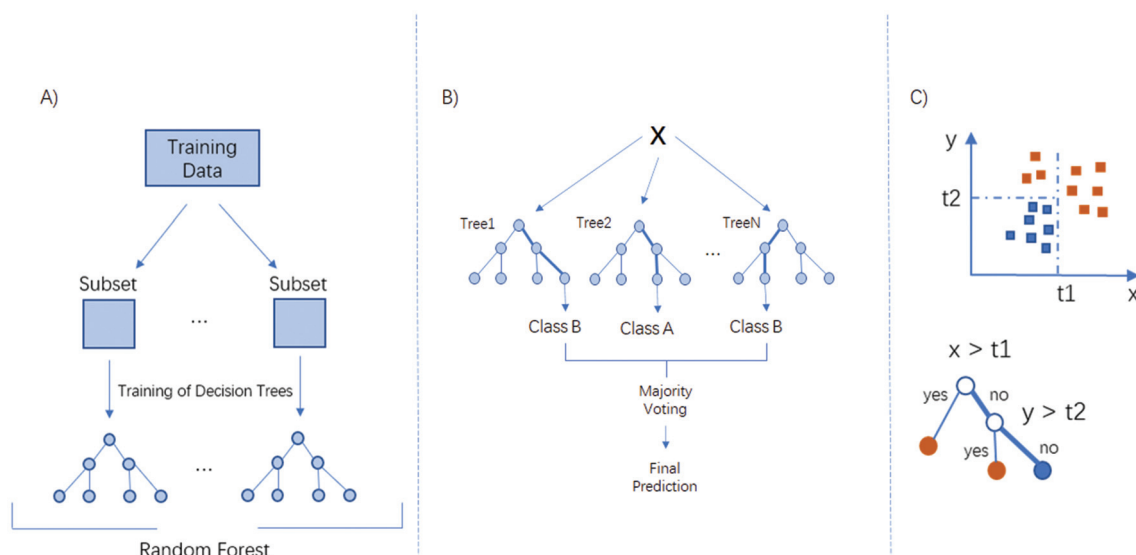 A)
Training
Data
Subset
...
Subset
Training of Decision Trees
...
Random Forest
B)
X
Tree1
Tree2
...
TreeN
Class B
Class A
Class B
Majority
Voting
Final
Prediction
C)
y
t2
t1
x
x > t1
yes
no
y > t2
yes
no